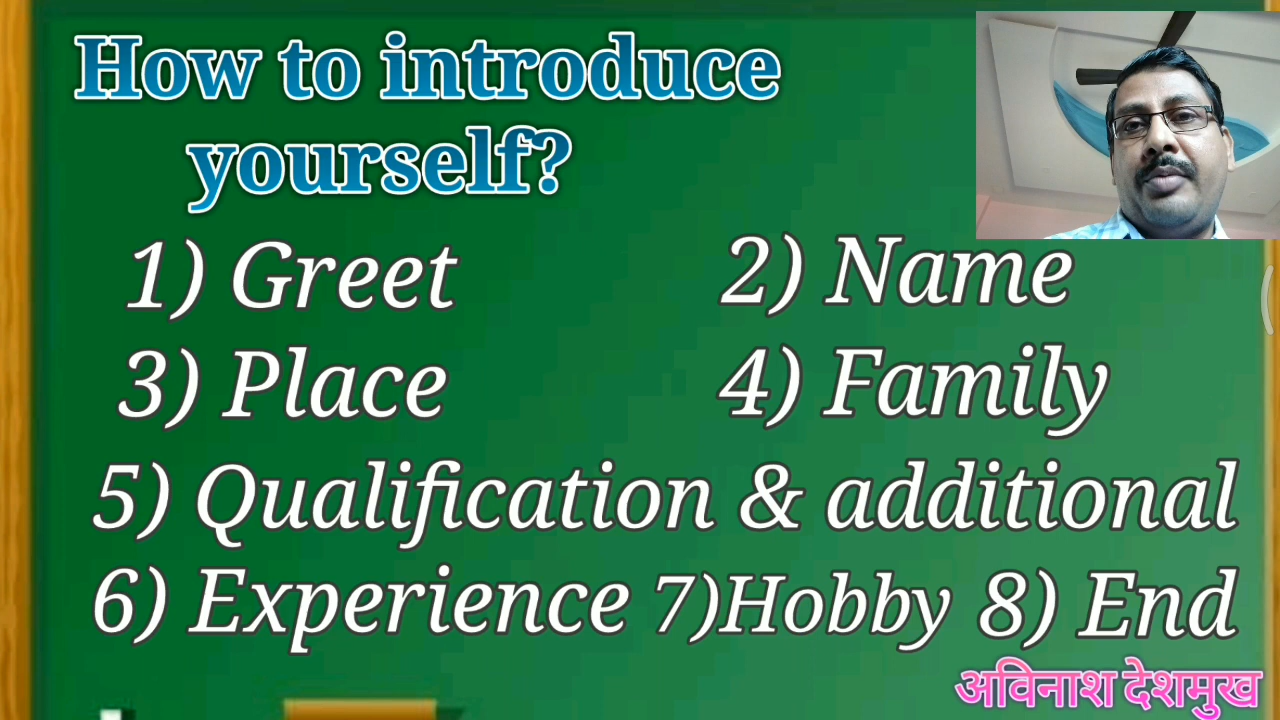 How to introduce
yourself?
1) Greet 2) Name
3) Place 4) Family
5) Qualification & additional
6) Experience 7)Hobby 8) End
अविनाश देशमुख